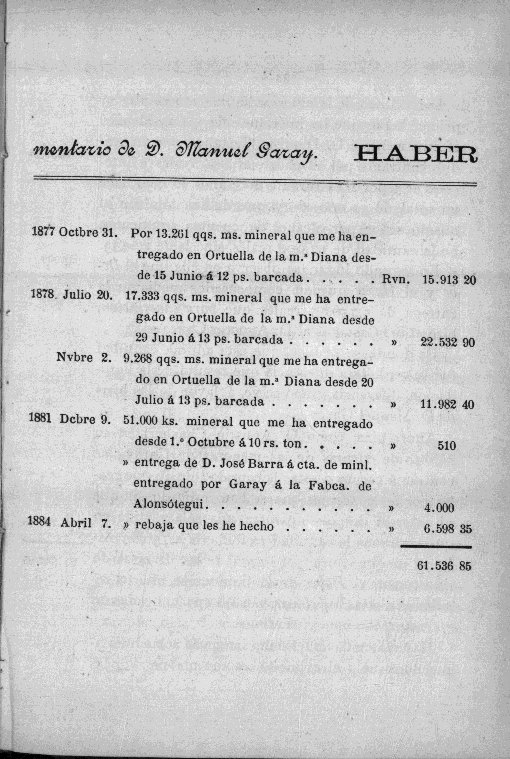 mentario de D. Manuel Garay. HABER
1877 Octbre 31. Por 13.261 qqs. ms. mineral que me ha en-
tregado en Ortuella de la m.ª Diana des-
de 15 Junio á 12 ps. barcada . . . . . Rvn. 15.913 20
1878 Julio 20. 17.333 qqs. ms. mineral que me ha entre-
gado en Ortuella de la m.ª Diana desde
29 Junio á 13 ps. barcada . . . . . . » 22.532 90
Nvbre 2. 9.268 qqs. ms. mineral que me ha entrega-
do en Ortuella de la m.ª Diana desde 20
Julio á 13 ps. barcada . . . . . . . » 11.982 40
1881 Dcbre 9. 51.000 ks. mineral que me ha entregado
desde 1.º Octubre á 10 rs. ton. . . . . » 510
» entrega de D. José Barra á cta. de minl.
entregado por Garay á la Fabca. de
Alonsótegui . . . . . . . . . . » 4.000
1884 Abril 7. » rebaja que les he hecho . . . . . . » 6.598 35
61.536 85